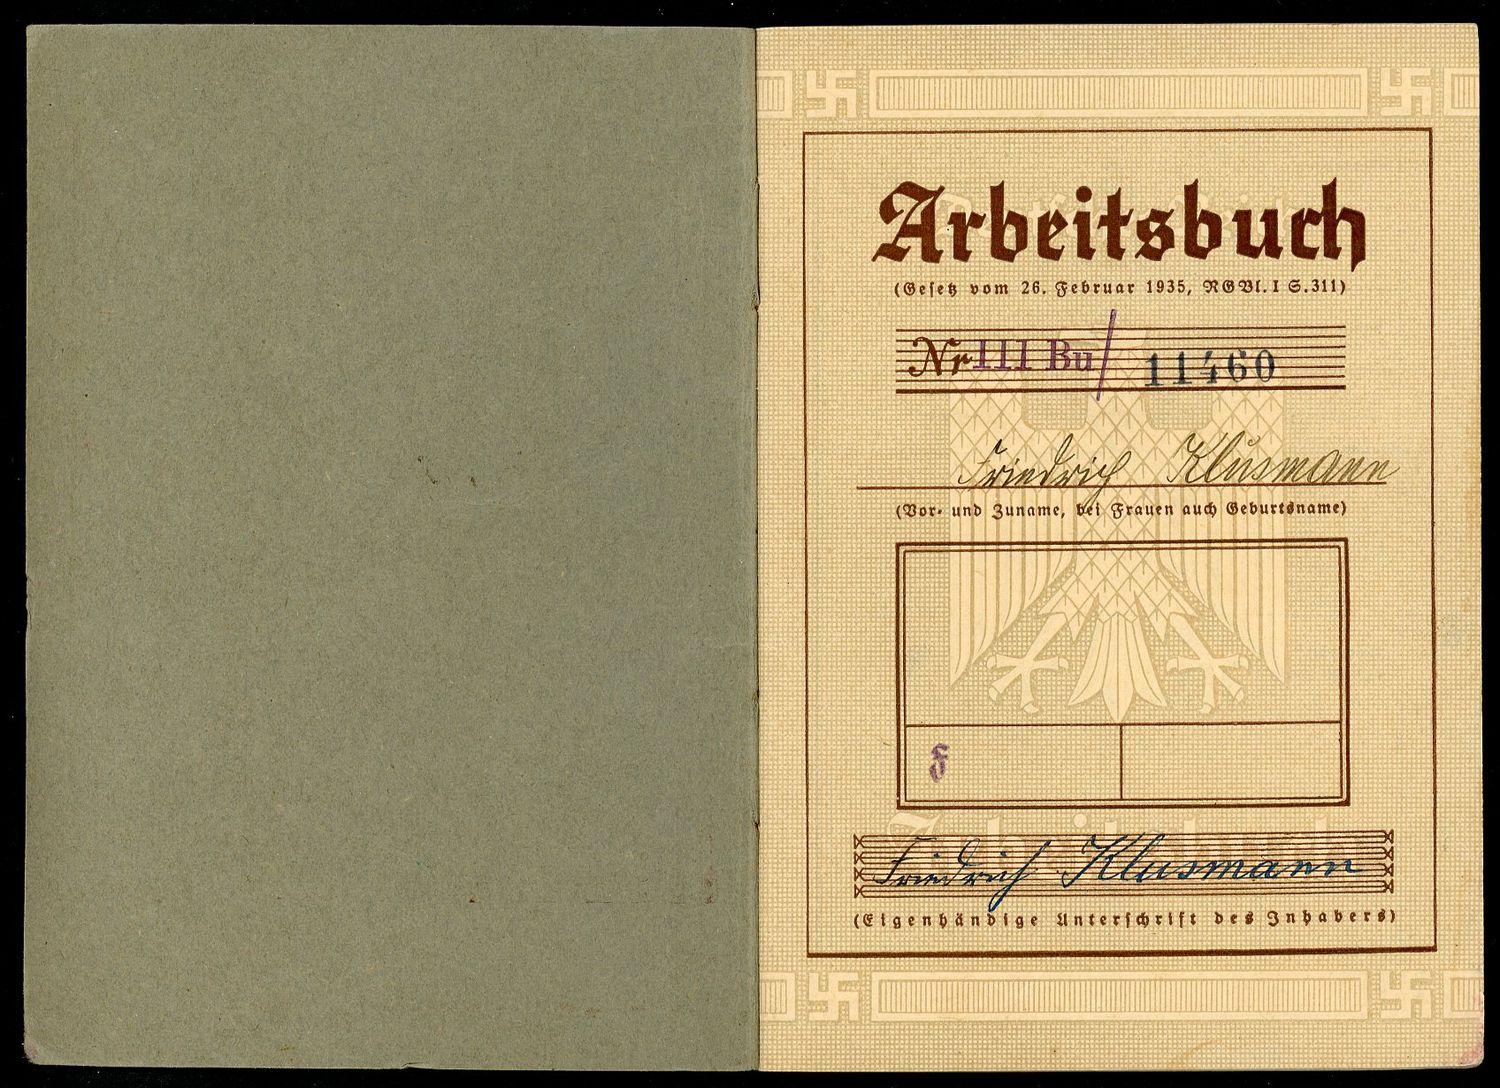 Arbeitsbuch
(Gesetz vom 26. Februar 1935, RGBl. I S. 311)
Nr 111 Bu/ 11460
Friedrich Klusmann
(Vor- und Zuname, bei Frauen auch Geburtsname)
F
Friedrich Klusmann
(Eigenhändige Unterschrift des Inhabers)